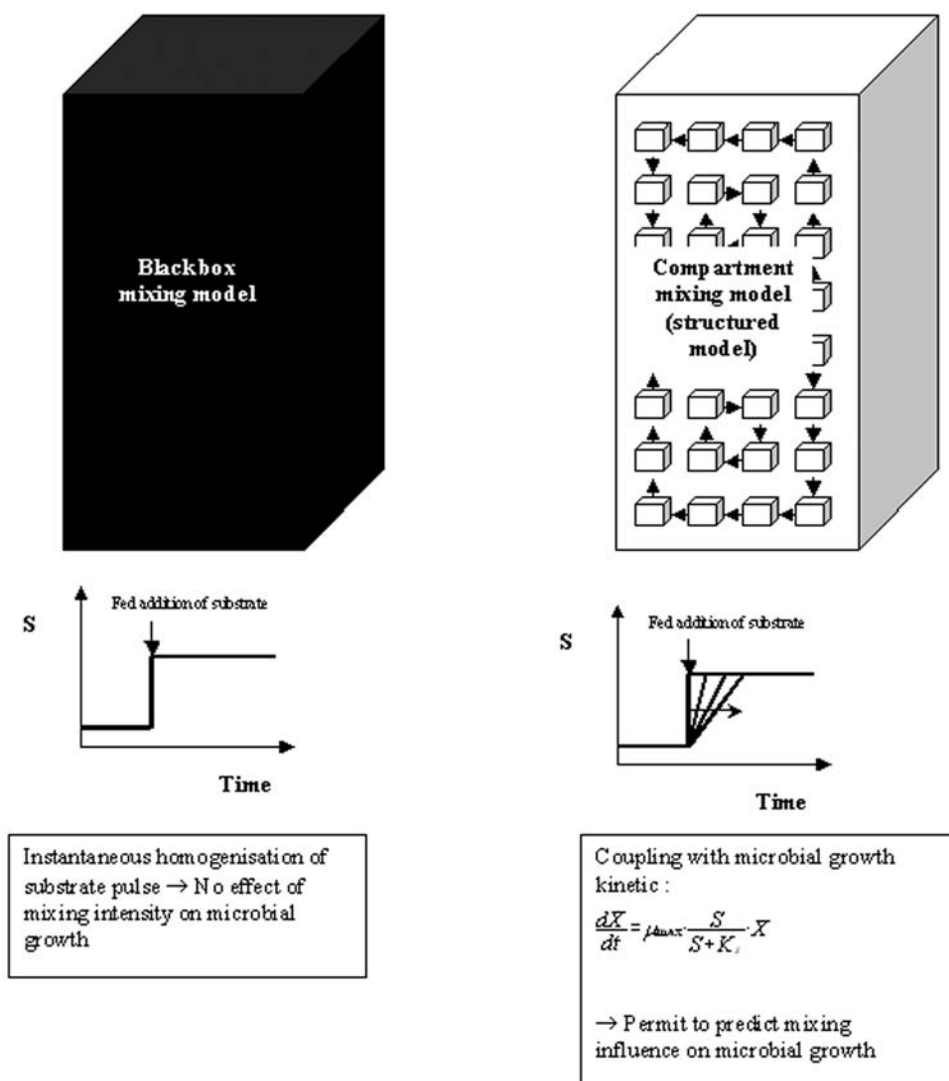 Blackbox
mixing model
Compartment
mixing model
(structured
model)
S
Fed addition of substrate
Time
S
Fed addition of substrate
Time
Instantaneous homogenisation of
substrate pulse → No effect of
mixing intensity on microbial
growth
Coupling with microbial growth
kinetic :
dX/dt = μmax · S/(S+Ks) · X
→ Permit to predict mixing
influence on microbial growth